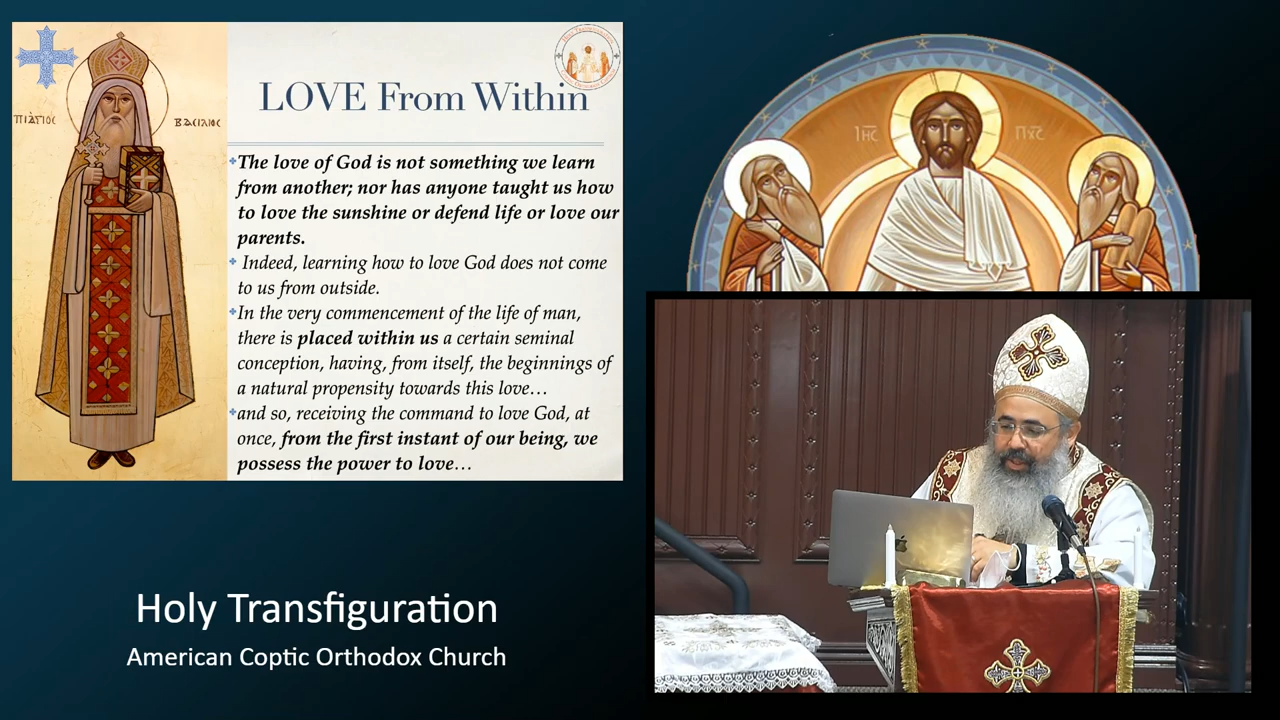 LOVE From Within
ⲠⲒⲀⲄⲒⲞⲤ
ⲂⲀⲤⲒⲖⲒⲞⲤ
The love of God is not something we learn
from another; nor has anyone taught us how
to love the sunshine or defend life or love our
parents.
Indeed, learning how to love God does not come
to us from outside.
In the very commencement of the life of man,
there is placed within us a certain seminal
conception, having, from itself, the beginnings of
a natural propensity towards this love…
and so, receiving the command to love God, at
once, from the first instant of our being, we
possess the power to love…
ⲒⲎⲤ
ⲠⲬⲤ
Holy Transfiguration
American Coptic Orthodox Church